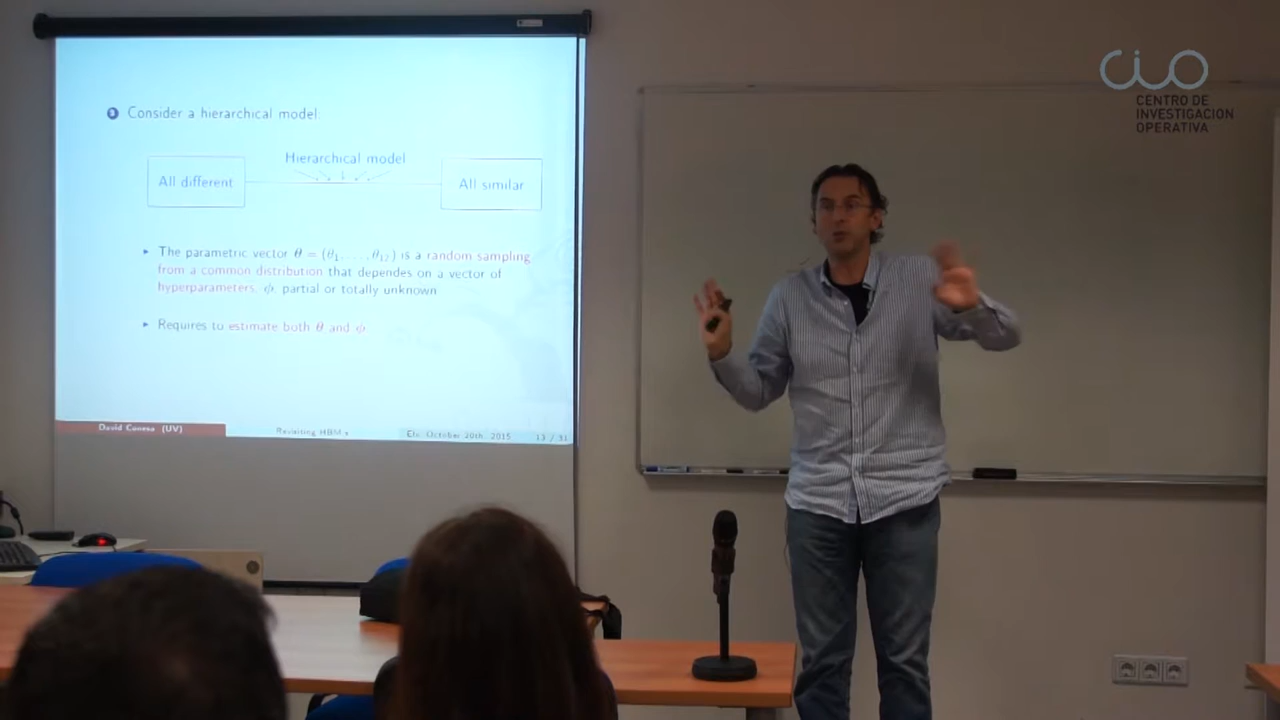 Consider a hierarchical model:
Hierarchical model
All different
All similar
The parametric vector θ = (θ1, . . . , θ12) is a random sampling
from a common distribution that dependes on a vector of
hyperparameters, ψ, partial or totally unknown
Requires to estimate both θ and ψ
David Conesa (UV)
Revisiting HBM's
October 20th, 2015
13 / 31
CIO
CENTRO DE
INVESTIGACION
OPERATIVA